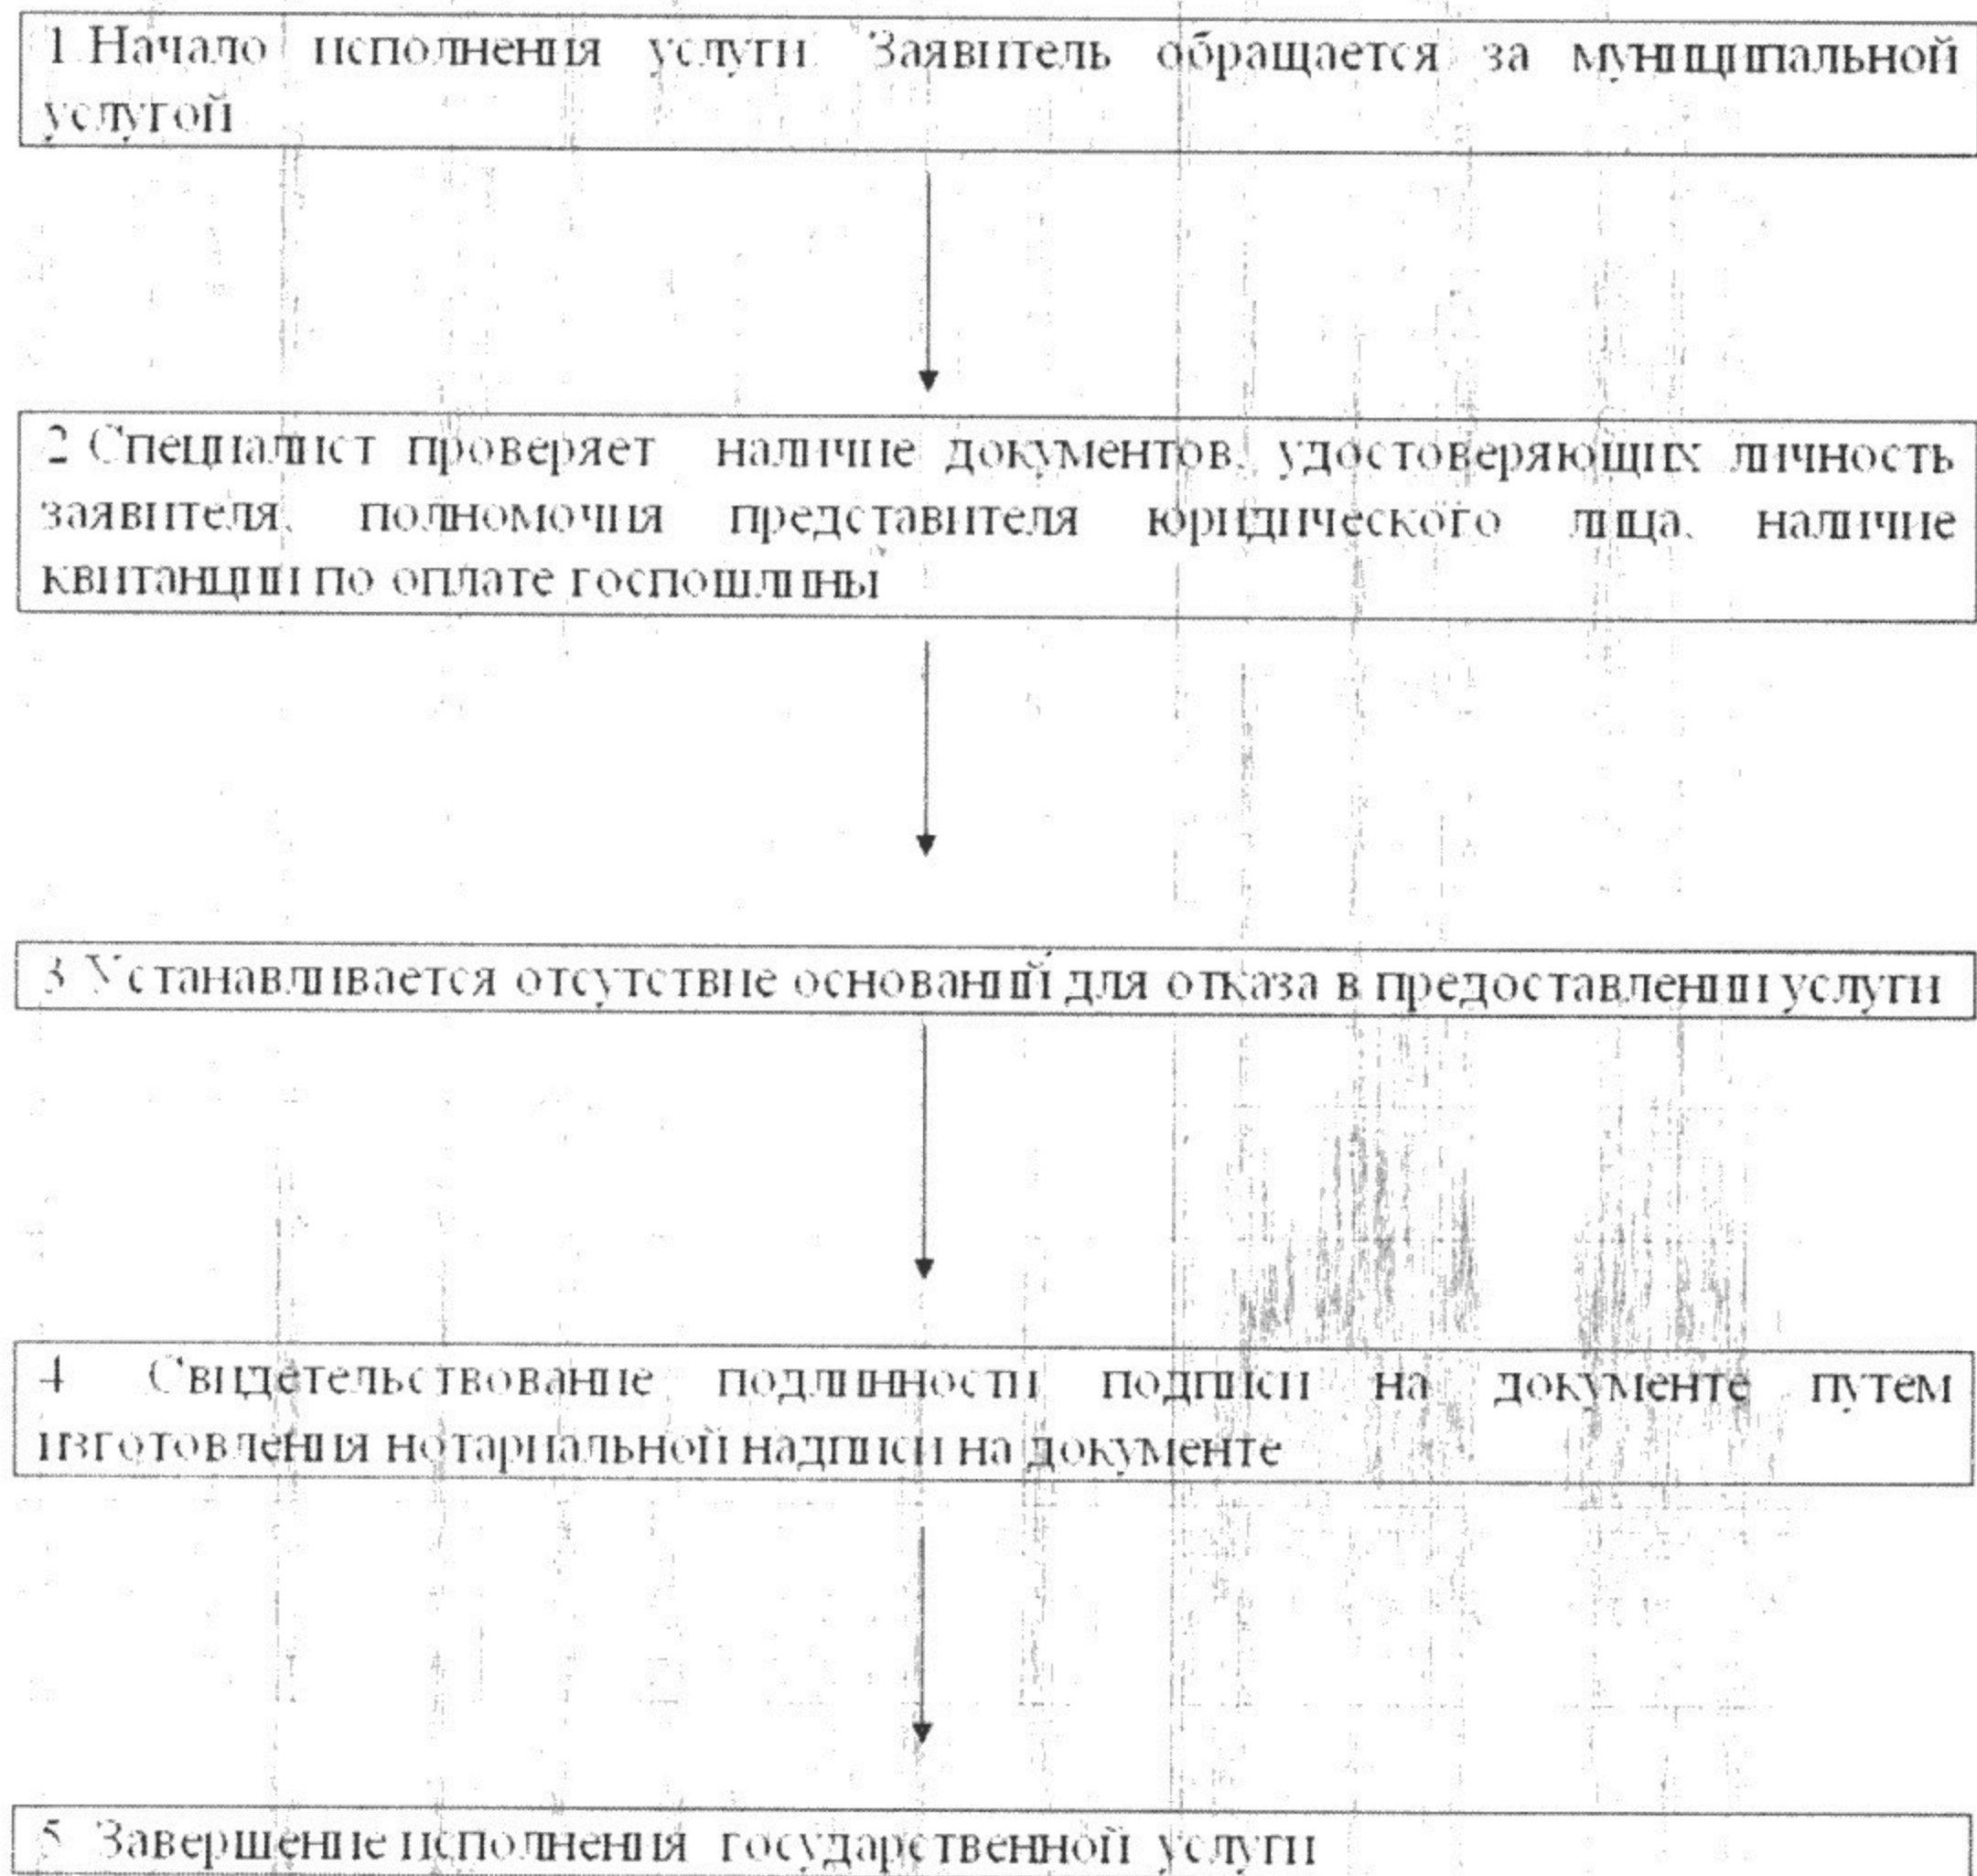 1 Начало исполнения услуги. Заявитель обращается за муниципальной
услугой
2 Специалист проверяет наличие документов, удостоверяющих личность
заявителя, полномочия представителя юридического лица, наличие
квитанции по оплате госпошлины
3 Устанавливается отсутствие оснований для отказа в предоставлении услуги
4 Свидетельствование подлинности подписи на документе путем
изготовления нотариальной надписи на документе
5 Завершение исполнения государственной услуги